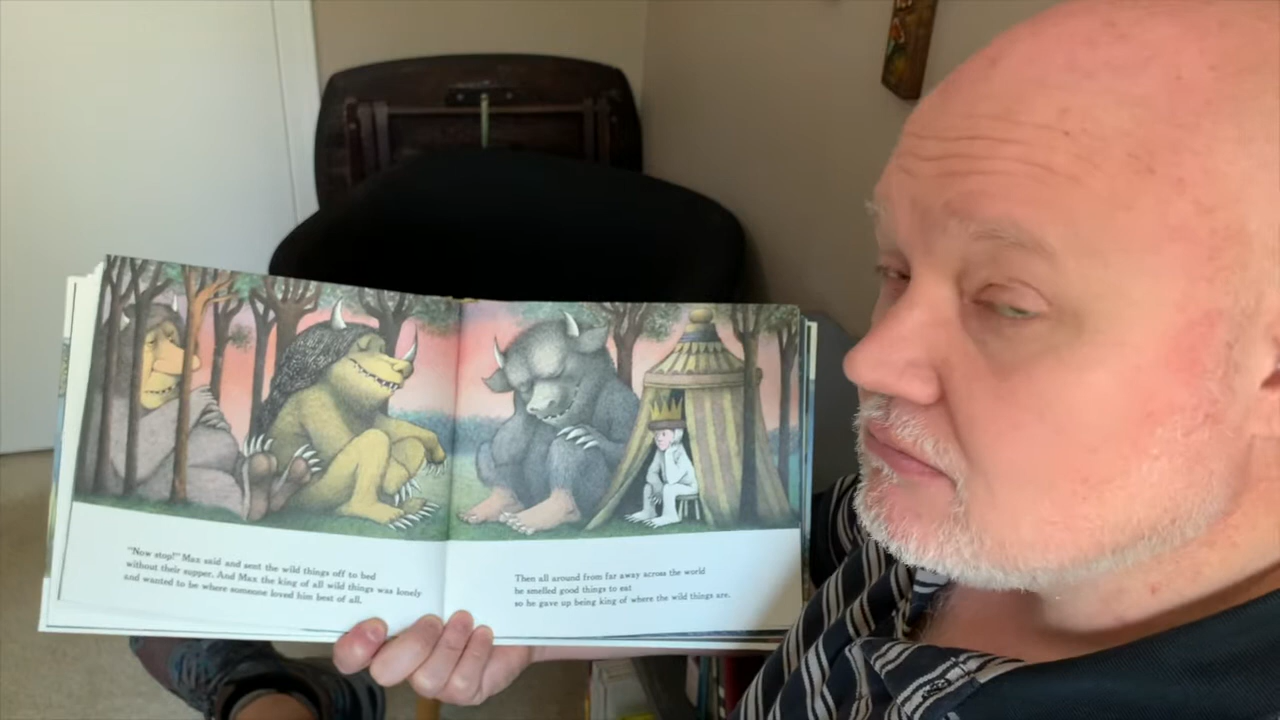 "Now stop!" Max said and sent the wild things off to bed
without their supper. And Max the king of all wild things was lonely
and wanted to be where someone loved him best of all.
Then all around from far away across the world
he smelled good things to eat
so he gave up being king of where the wild things are.